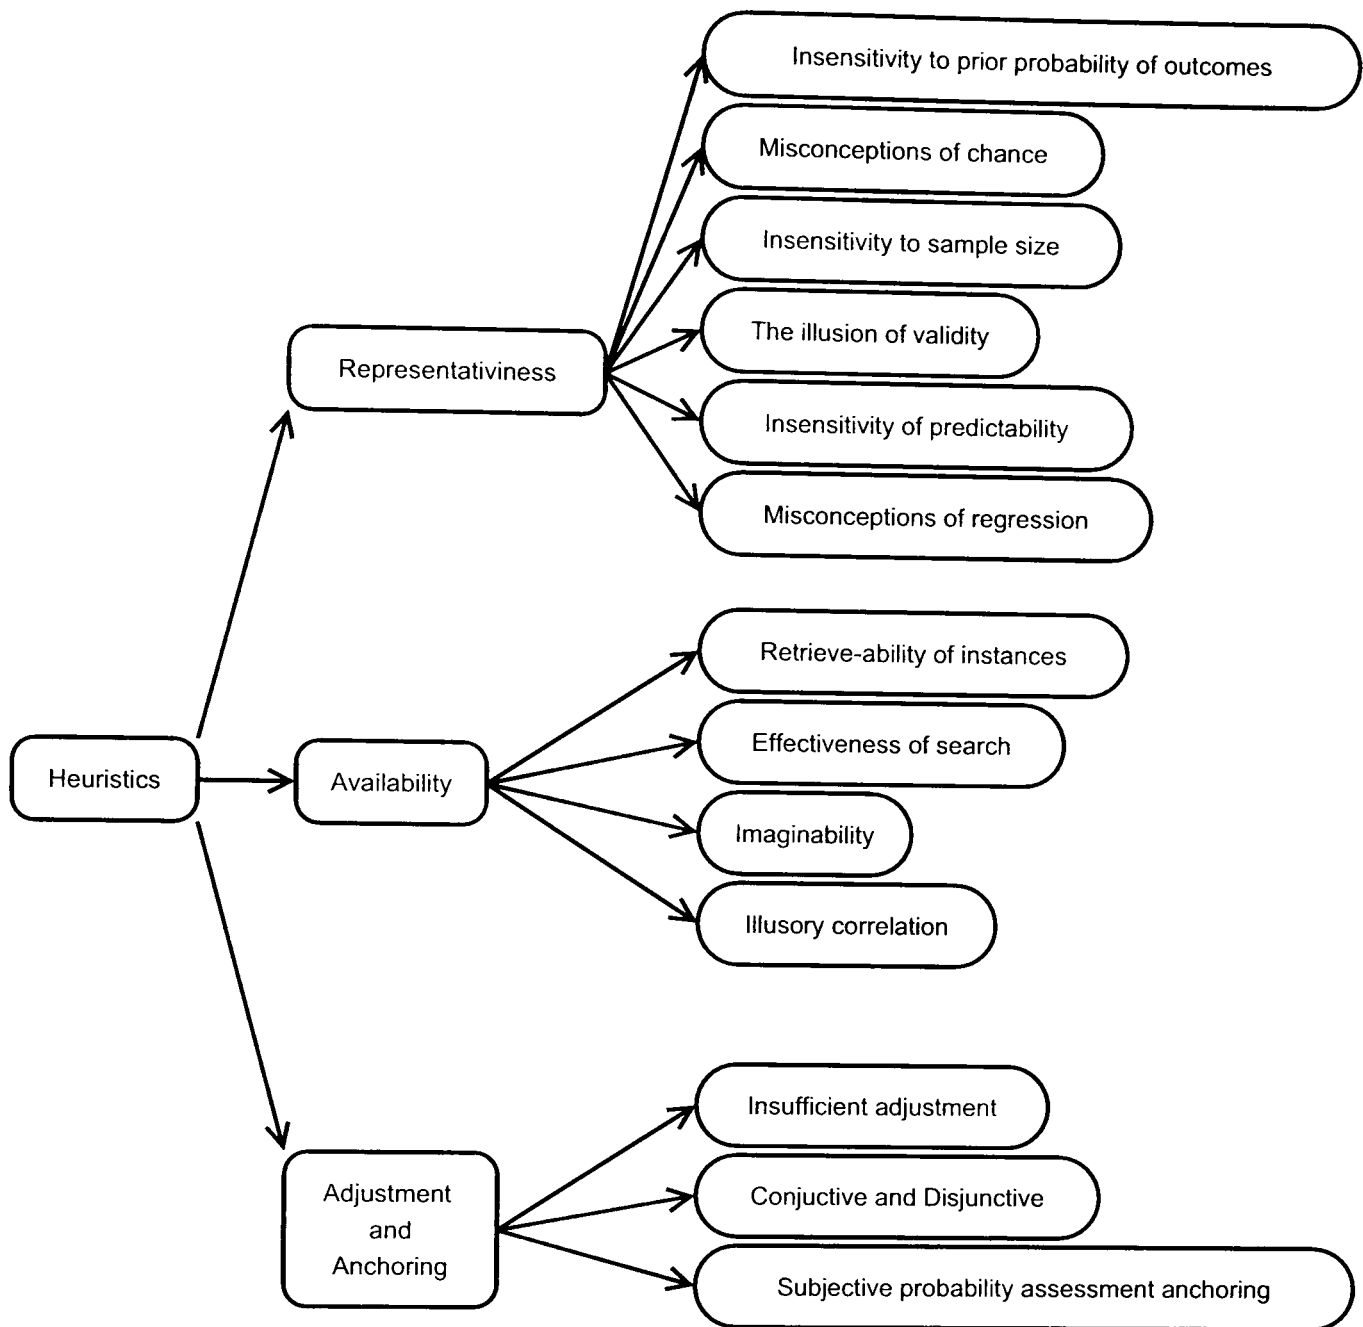 Insensitivity to prior probability of outcomes
Misconceptions of chance
Insensitivity to sample size
The illusion of validity
Representativiness
Insensitivity of predictability
Misconceptions of regression
Retrieve-ability of instances
Effectiveness of search
Heuristics
Availability
Imaginability
Illusory correlation
Insufficient adjustment
Adjustment
and
Anchoring
Conjuctive and Disjunctive
Subjective probability assessment anchoring